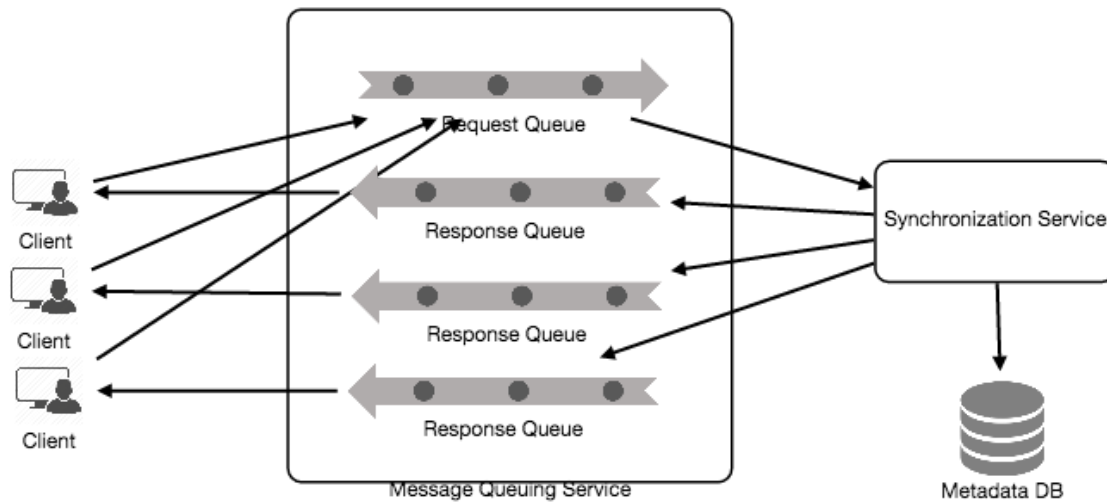 Request Queue
Client
Response Queue
Synchronization Service
Client
Response Queue
Client
Response Queue
Message Queuing Service
Metadata DB